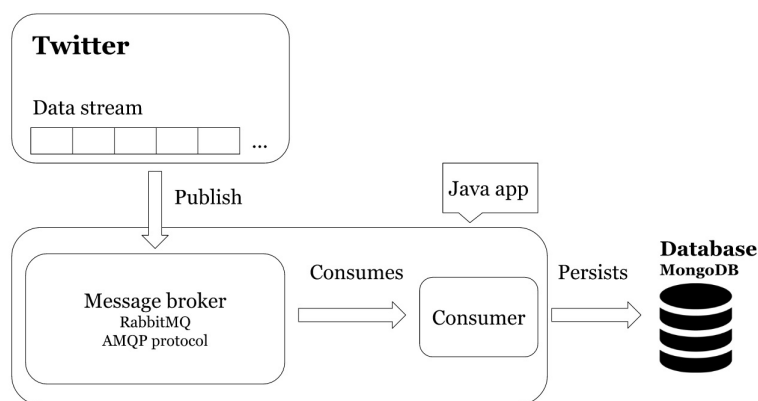 Twitter
Data stream
...
Publish
Java app
Message broker
RabbitMQ
AMQP protocol
Consumes
Consumer
Persists
Database
MongoDB